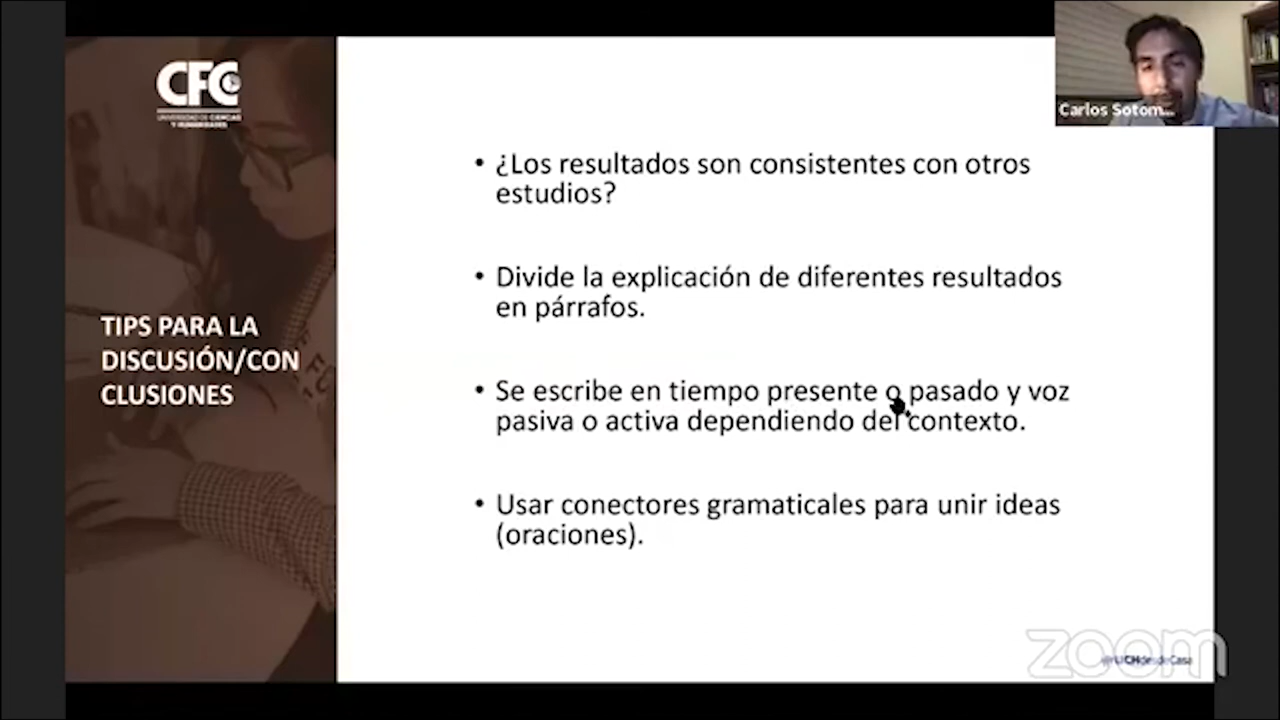 CFC
UNIVERSIDAD DE CIENCIAS
Y HUMANIDADES
Carlos Sotom...
¿Los resultados son consistentes con otros
estudios?
Divide la explicación de diferentes resultados
en párrafos.
TIPS PARA LA
DISCUSIÓN/CON
CLUSIONES
Se escribe en tiempo presente o pasado y voz
pasiva o activa dependiendo del contexto.
Usar conectores gramaticales para unir ideas
(oraciones).
zoom